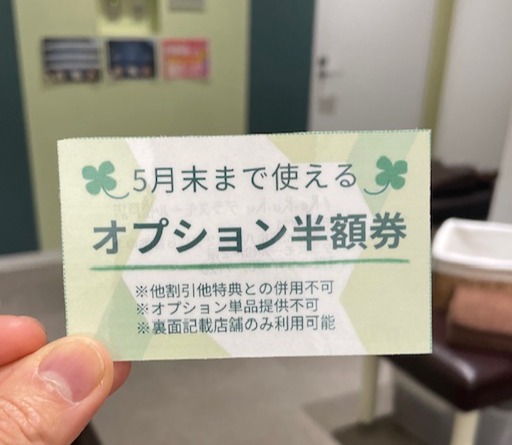 5月末まで使える
オプション半額券
※他割引他特典との併用不可
※オプション単品提供不可
※裏面記載店舗のみ利用可能